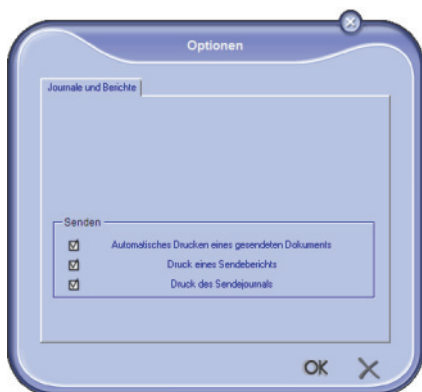 Optionen
Journale und Berichte
Senden
Automatisches Drucken eines gesendeten Dokuments
Druck eines Sendeberichts
Druck des Sendejournals
OK